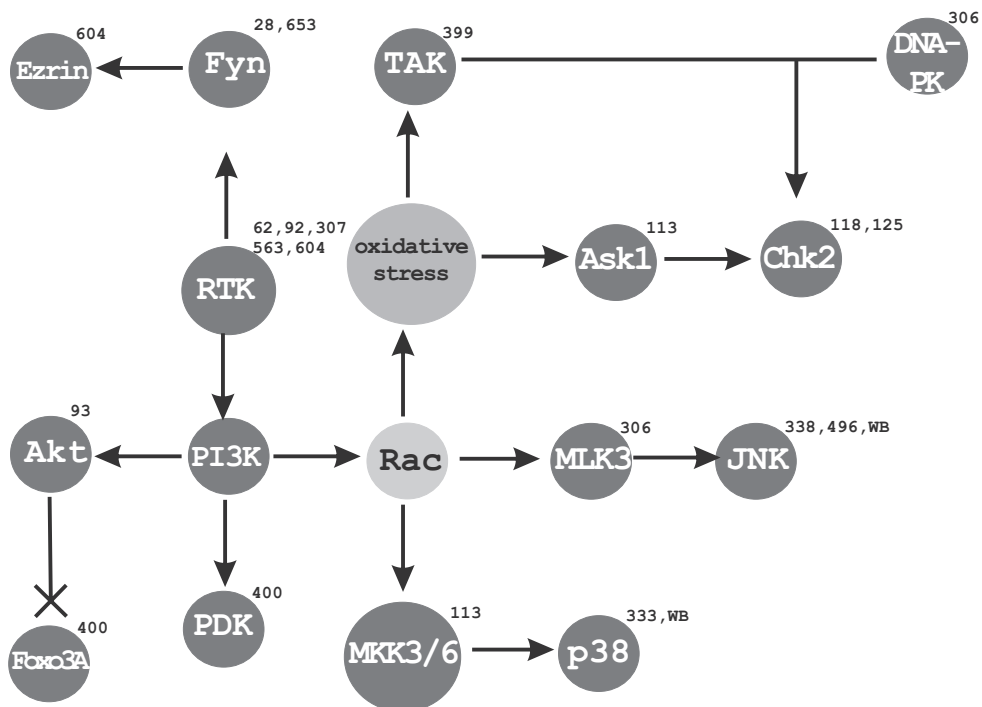 604
Ezrin
28,653
Fyn
399
TAK
306
DNA-
PK
62,92,307
563,604
RTK
oxidative
stress
113
Ask1
118,125
Chk2
93
Akt
PI3K
Rac
306
MLK3
338,496,WB
JNK
400
Foxo3A
400
PDK
113
MKK3/6
333,WB
p38